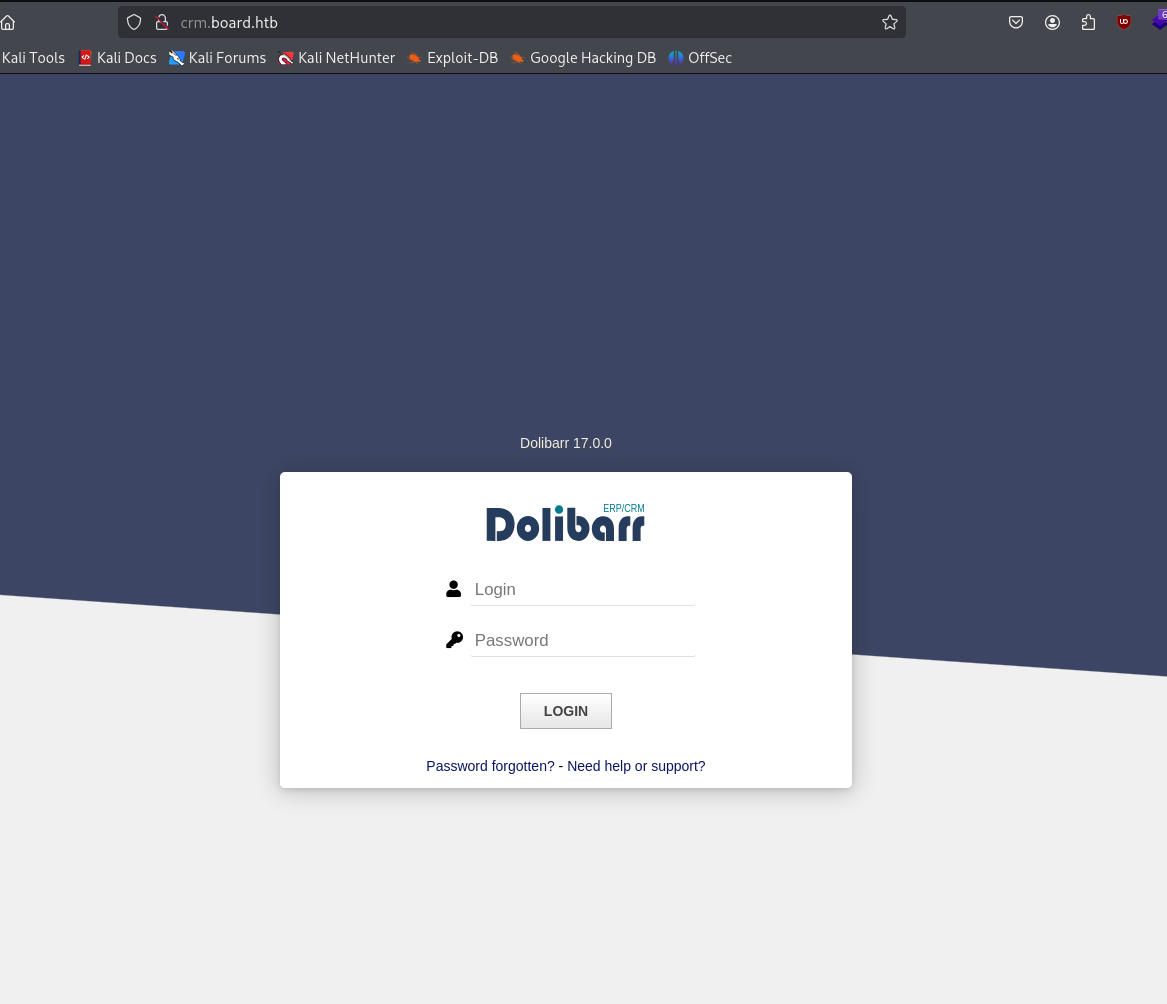 crm.board.htb
6
Kali Tools Kali Docs Kali Forums Kali NetHunter Exploit-DB Google Hacking DB OffSec
Dolibarr 17.0.0
ERP/CRM
Dolibarr
Login
Password
LOGIN
Password forgotten? - Need help or support?